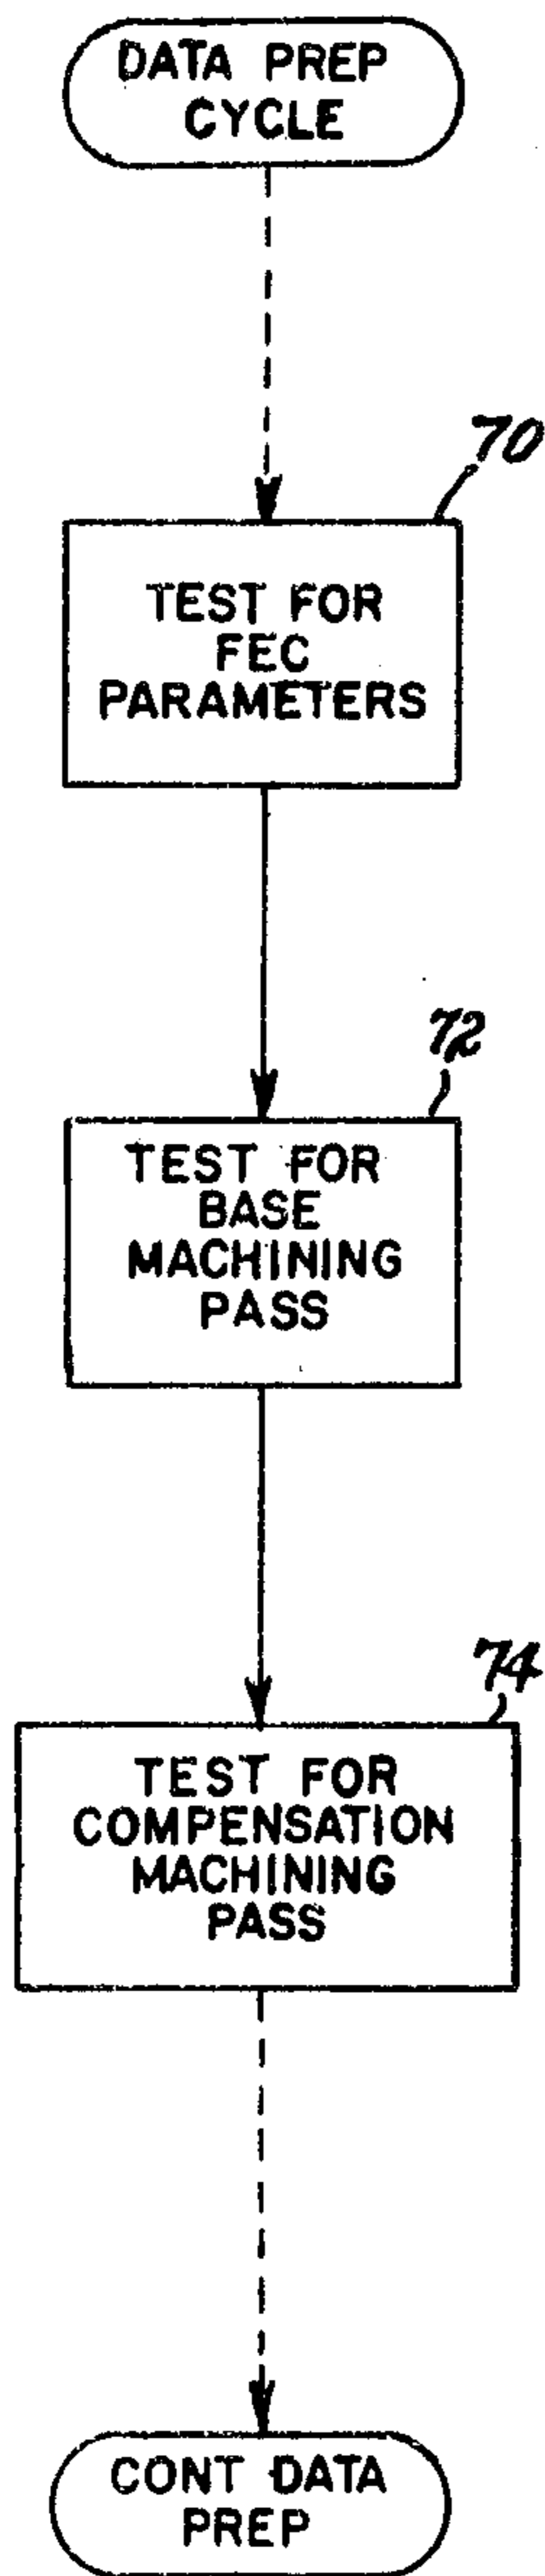 DATA PREP
CYCLE
70
TEST FOR
FEC
PARAMETERS
72
TEST FOR
BASE
MACHINING
PASS
74
TEST FOR
COMPENSATION
MACHINING
PASS
CONT DATA
PREP